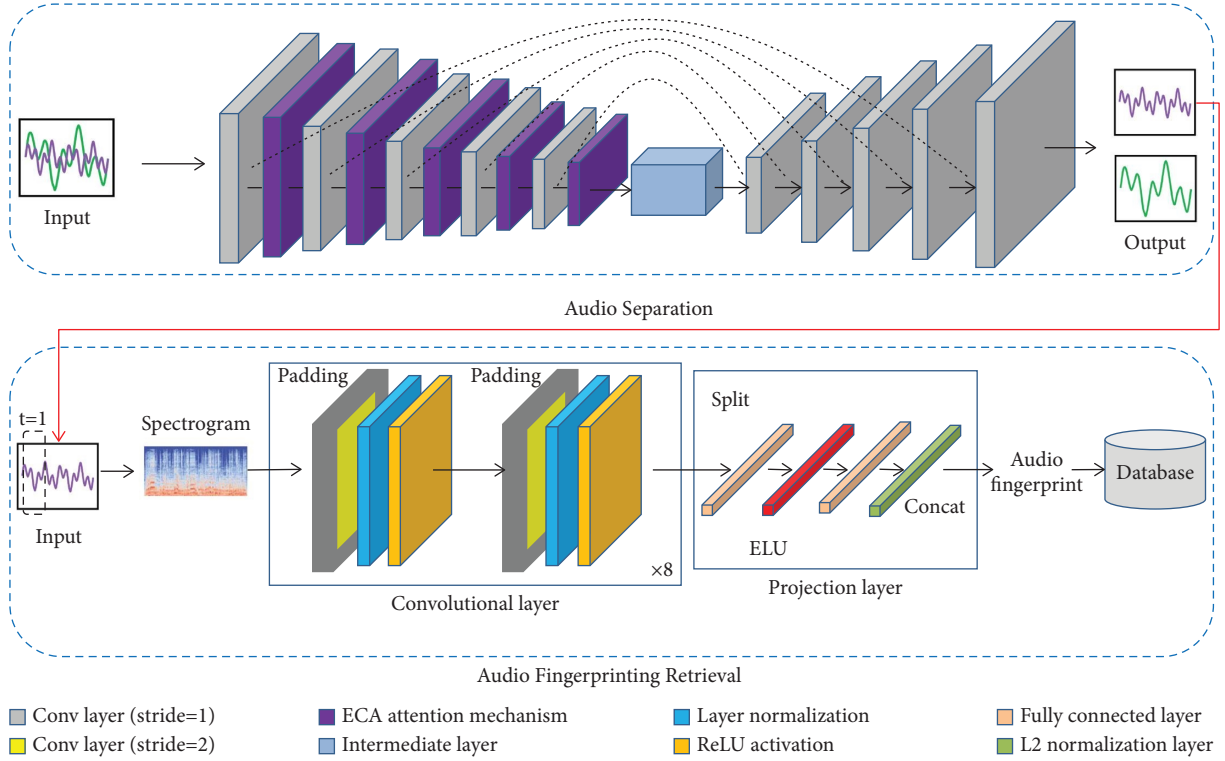 Input
Output
Audio Separation
t=1
Input
Spectrogram
Padding
Padding
×8
Convolutional layer
Split
ELU
Concat
Projection layer
Audio
fingerprint
Database
Audio Fingerprinting Retrieval
Conv layer (stride=1)
ECA attention mechanism
Layer normalization
Fully connected layer
Conv layer (stride=2)
Intermediate layer
ReLU activation
L2 normalization layer